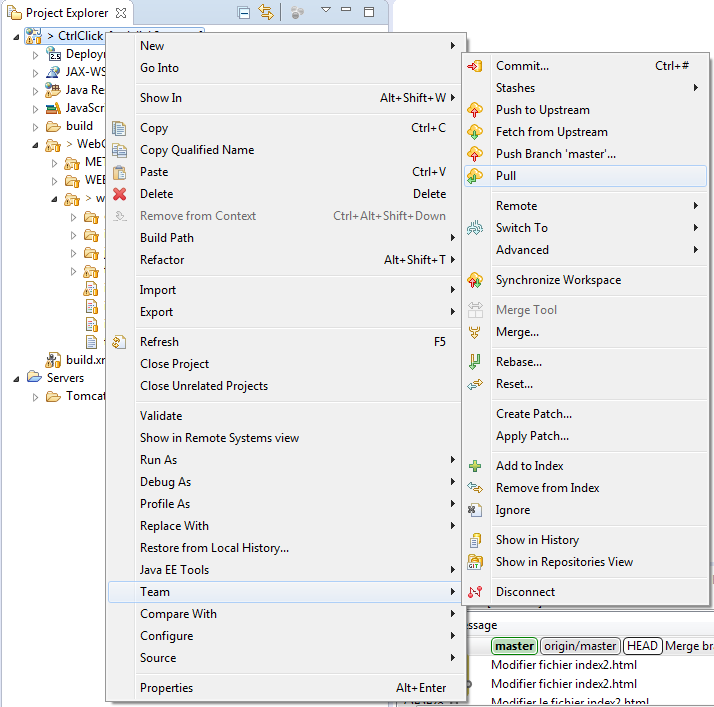 Project Explorer
> CtrlClick
Deployn
JAX-WS
Java Res
JavaScri
build
> WebC
MET
WEE
> w
build.xn
Servers
Tomcat
New
Go Into
Show In Alt+Shift+W
Copy Ctrl+C
Copy Qualified Name
Paste Ctrl+V
Delete Delete
Remove from Context Ctrl+Alt+Shift+Down
Build Path
Refactor Alt+Shift+T
Import
Export
Refresh F5
Close Project
Close Unrelated Projects
Validate
Show in Remote Systems view
Run As
Debug As
Profile As
Replace With
Restore from Local History...
Java EE Tools
Team
Compare With
Configure
Source
Properties Alt+Enter
Commit... Ctrl+#
Stashes
Push to Upstream
Fetch from Upstream
Push Branch 'master'...
Pull
Remote
Switch To
Advanced
Synchronize Workspace
Merge Tool
Merge...
Rebase...
Reset...
Create Patch...
Apply Patch...
Add to Index
Remove from Index
Ignore
Show in History
Show in Repositories View
Disconnect
ssage
master origin/master HEAD Merge br
Modifier fichier index2.html
Modifier fichier index2.html
Modifier le fichier index2.html